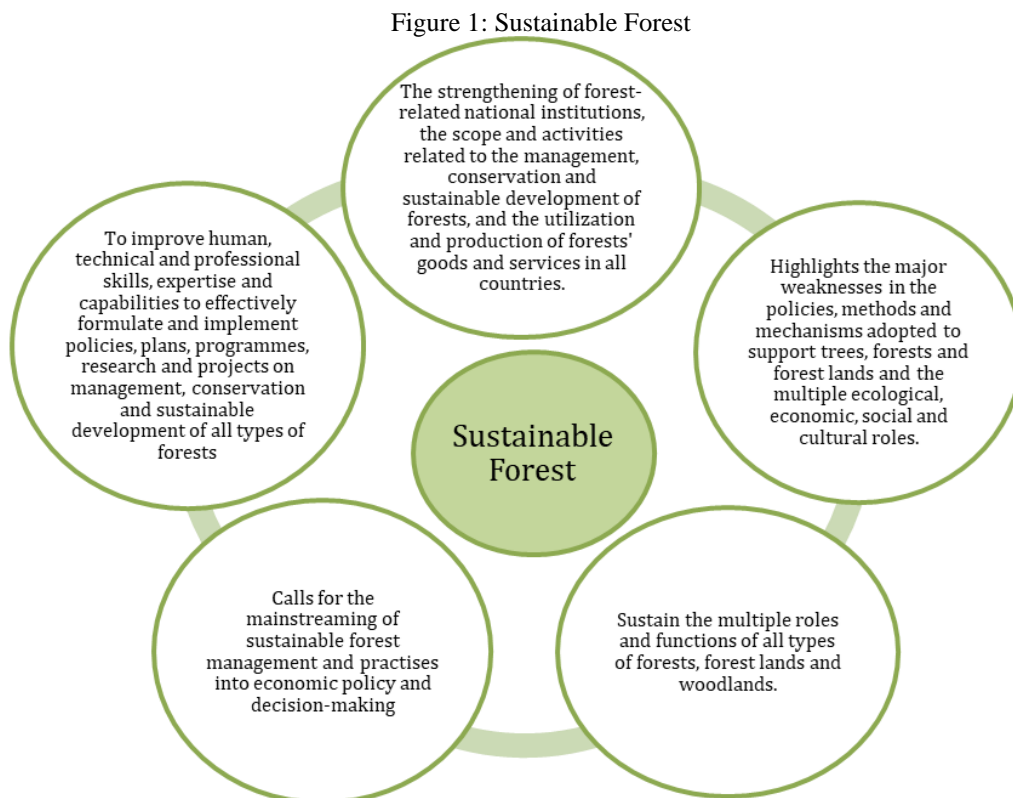 Figure 1: Sustainable Forest
The strengthening of forest-
related national institutions,
the scope and activities
related to the management,
conservation and
sustainable development of
forests, and the utilization
and production of forests'
goods and services in all
countries.
Highlights the major
weaknesses in the
policies, methods and
mechanisms adopted to
support trees, forests and
forest lands and the
multiple ecological,
economic, social and
cultural roles.
Sustain the multiple roles
and functions of all types
of forests, forest lands and
woodlands.
Calls for the
mainstreaming of
sustainable forest
management and practises
into economic policy and
decision-making
To improve human,
technical and professional
skills, expertise and
capabilities to effectively
formulate and implement
policies, plans, programmes,
research and projects on
management, conservation
and sustainable
development of all types of
forests
Sustainable
Forest